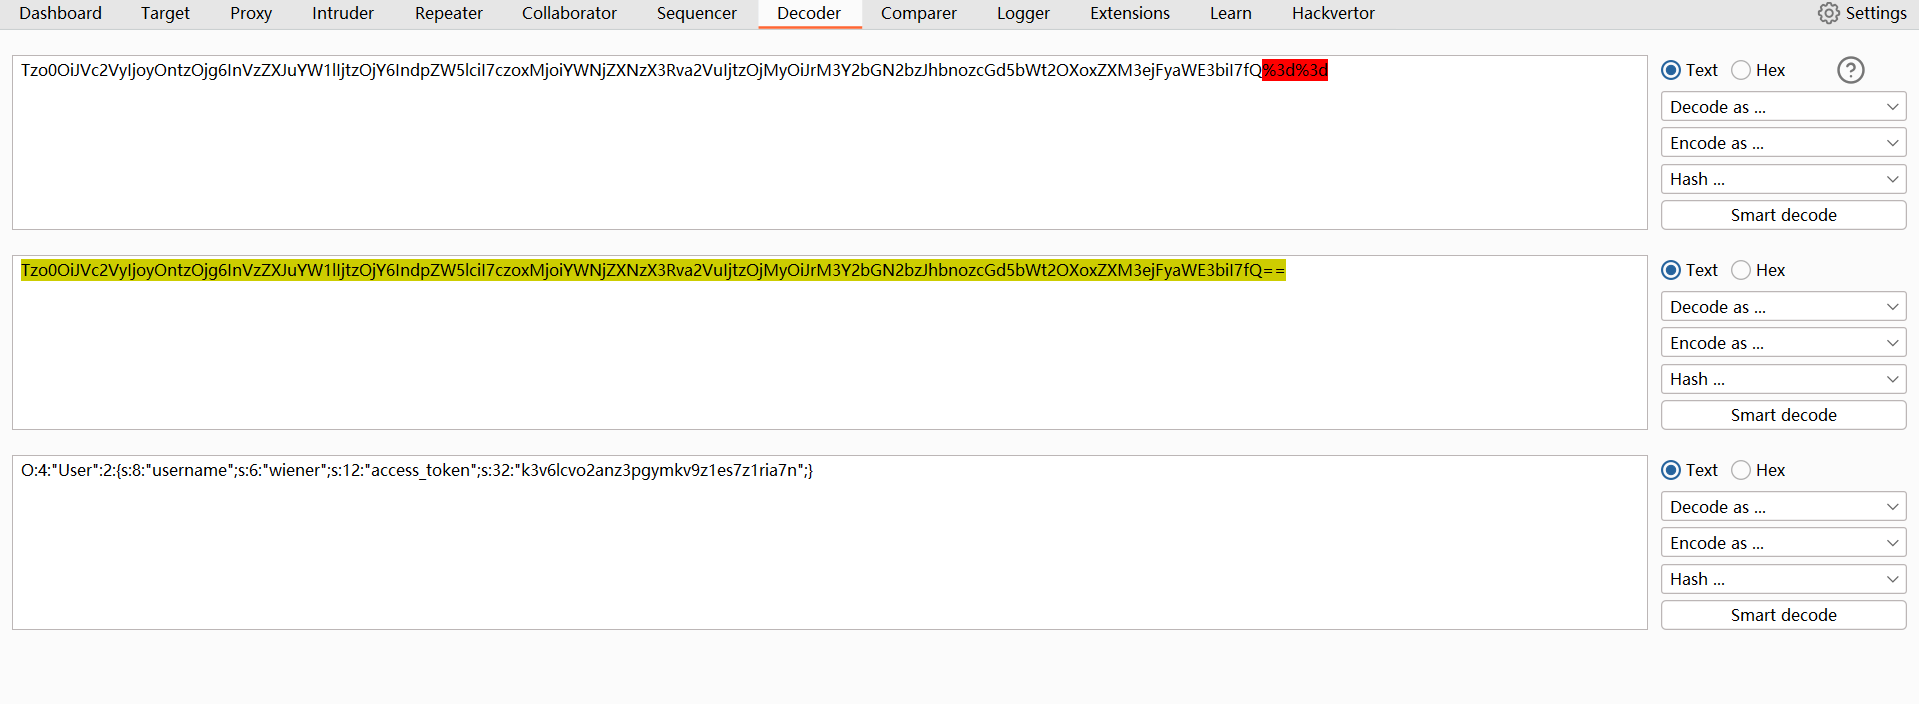 Dashboard Target Proxy Intruder Repeater Collaborator Sequencer Decoder Comparer Logger Extensions Learn Hackvertor Settings
Tzo0OiJVc2VyIjoyOntzOjg6InVzZXJuYW1lIjtzOjY6IndpZW5lciI7czoxMjoiYWNjZXNzX3Rva2VuIjtzOjMyOiJrM3Y2bGN2bzJhbnozcGd5bWt2OXoxZXM3ejFyaWE3biI7fQ%3d%3d
Text Hex
Decode as ...
Encode as ...
Hash ...
Smart decode
Tzo0OiJVc2VyIjoyOntzOjg6InVzZXJuYW1lIjtzOjY6IndpZW5lciI7czoxMjoiYWNjZXNzX3Rva2VuIjtzOjMyOiJrM3Y2bGN2bzJhbnozcGd5bWt2OXoxZXM3ejFyaWE3biI7fQ==
Text Hex
Decode as ...
Encode as ...
Hash ...
Smart decode
O:4:"User":2:{s:8:"username";s:6:"wiener";s:12:"access_token";s:32:"k3v6lcvo2anz3pgymkv9z1es7z1ria7n";}
Text Hex
Decode as ...
Encode as ...
Hash ...
Smart decode